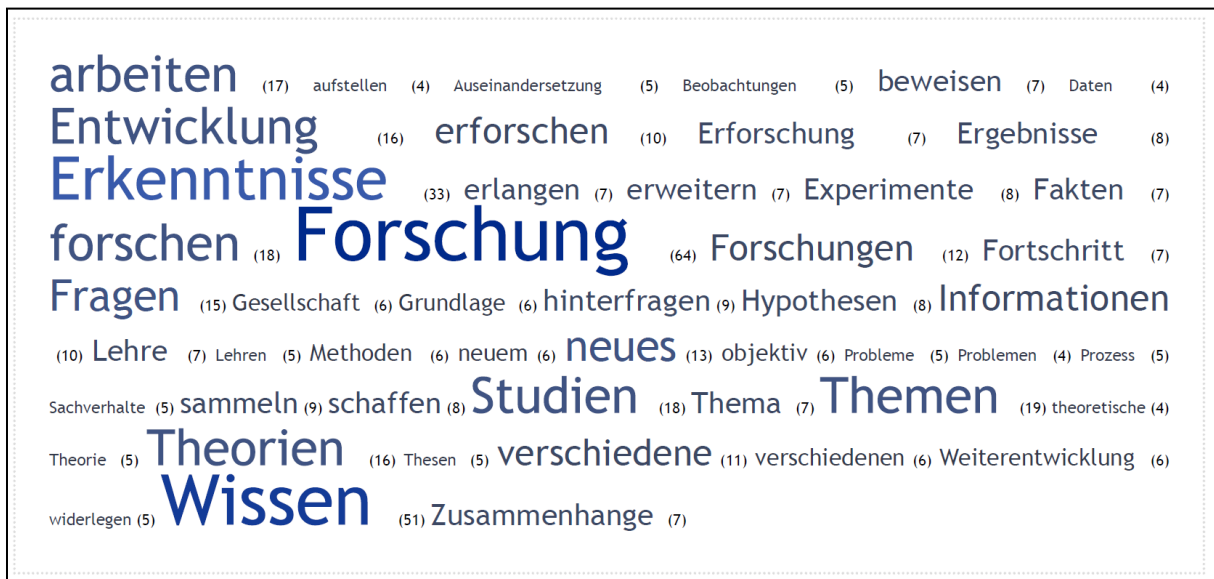 arbeiten (17) aufstellen (4) Auseinandersetzung (5) Beobachtungen (5) beweisen (7) Daten (4)
Entwicklung (16) erforschen (10) Erforschung (7) Ergebnisse (8)
Erkenntnisse (33) erlangen (7) erweitern (7) Experimente (8) Fakten (7)
forschen (18) Forschung (64) Forschungen (12) Fortschritt (7)
Fragen (15) Gesellschaft (6) Grundlage (6) hinterfragen (9) Hypothesen (8) Informationen
(10) Lehre (7) Lehren (5) Methoden (6) neuem (6) neues (13) objektiv (6) Probleme (5) Problemen (4) Prozess (5)
Sachverhalte (5) sammeln (9) schaffen (8) Studien (18) Thema (7) Themen (19) theoretische (4)
Theorie (5) Theorien (16) Thesen (5) verschiedene (11) verschiedenen (6) Weiterentwicklung (6)
widerlegen (5) Wissen (51) Zusammenhange (7)